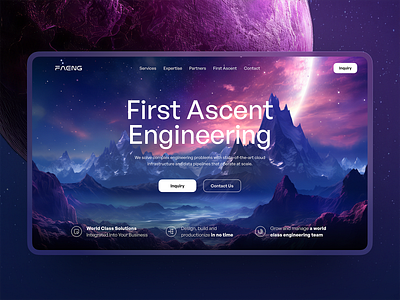 FAENG
Services Expertise Partners First Ascent Contact
Inquiry
First Ascent
Engineering
We solve complex engineering problems with state-of-the-art cloud
infrastructure and data pipelines that operate at scale.
Inquiry Contact Us
World Class Solutions
Integrated Into Your Business
Design, build and
productionize in no time
Grow and manage a world
class engineering team